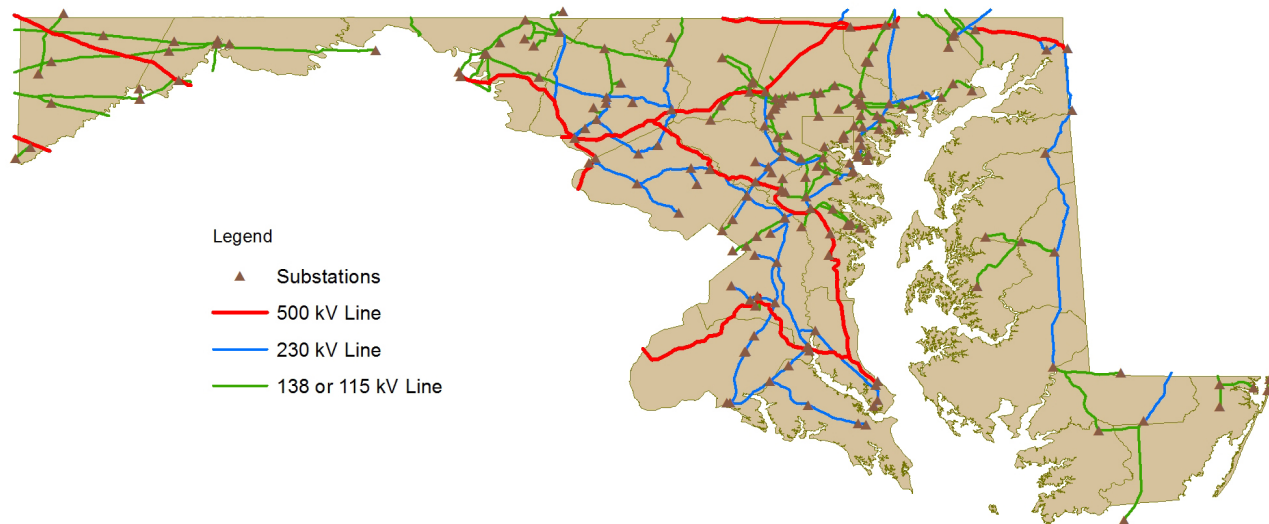 Legend
Substations
500 kV Line
230 kV Line
138 or 115 kV Line